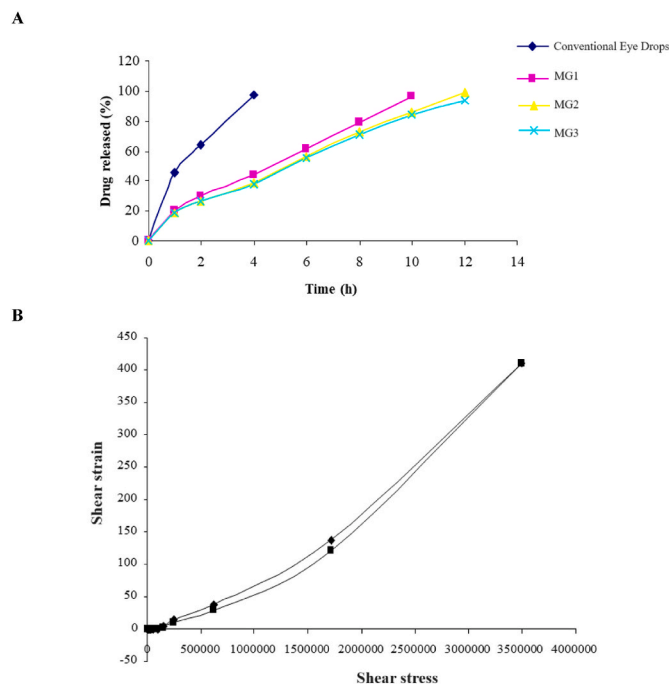 A
Conventional Eye Drops
MG1
MG2
MG3
Drug released (%)
120
100
80
60
40
20
0
0 2 4 6 8 10 12 14
Time (h)
B
Shear strain
450
400
350
300
250
200
150
100
50
0
-50
0 500000 1000000 1500000 2000000 2500000 3000000 3500000 4000000
Shear stress